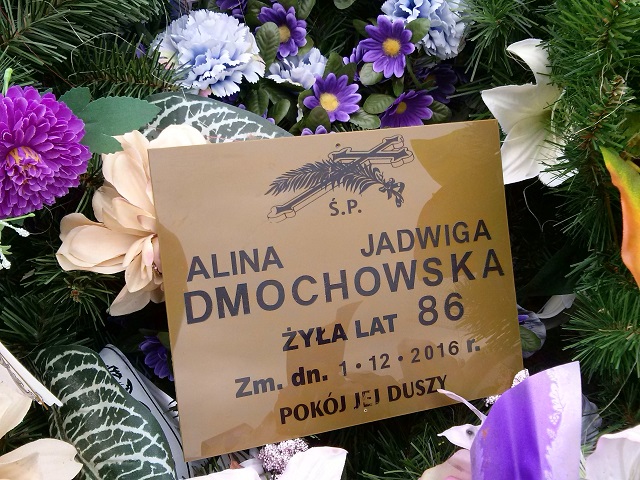 Ś.P.
ALINA JADWIGA
DMOCHOWSKA
ŻYŁA LAT 86
Zm. dn. 1·12·2016 r.
POKÓJ JEJ DUSZY